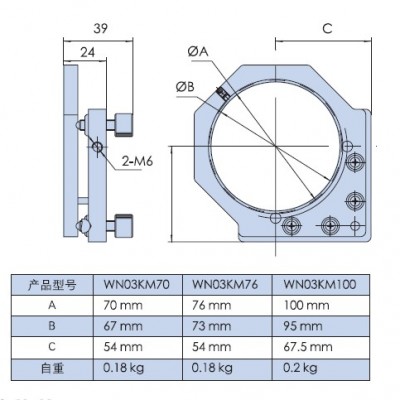 39
24
ØA
C
ØB
2-M6
产品型号 WN03KM70 WN03KM76 WN03KM100
A 70 mm 76 mm 100 mm
B 67 mm 73 mm 95 mm
C 54 mm 54 mm 67.5 mm
自重 0.18 kg 0.18 kg 0.2 kg